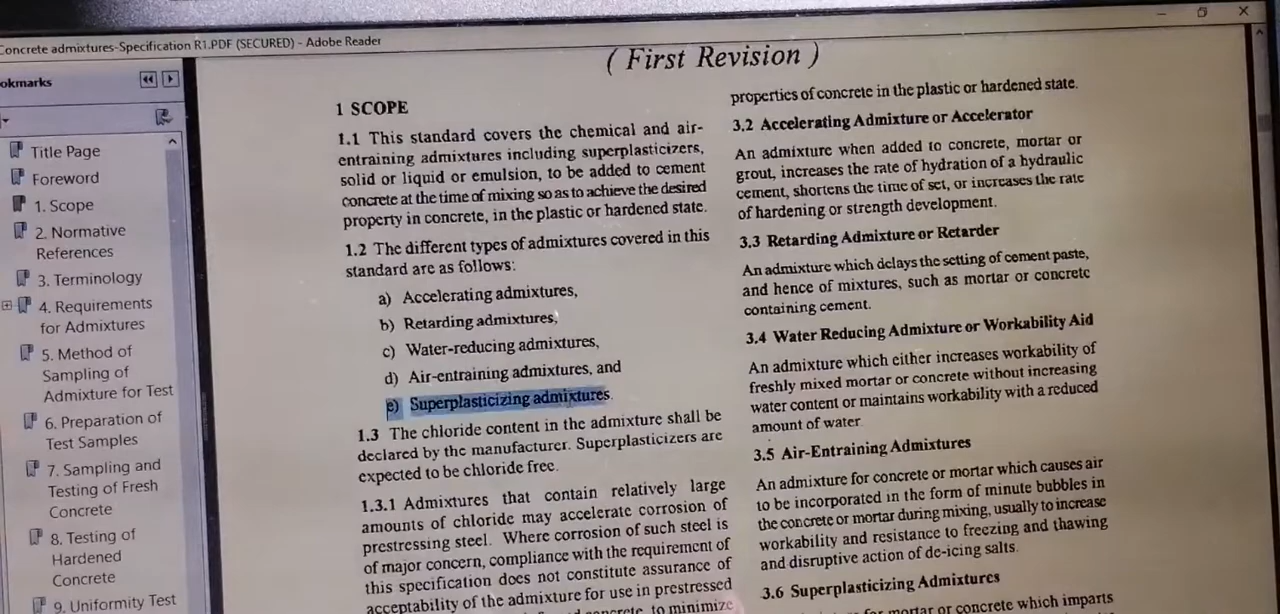 Concrete admixtures-Specification R1.PDF (SECURED) - Adobe Reader
okmarks
Title Page
Foreword
1. Scope
2. Normative
References
3. Terminology
4. Requirements
for Admixtures
5. Method of
Sampling of
Admixture for Test
6. Preparation of
Test Samples
7. Sampling and
Testing of Fresh
Concrete
8. Testing of
Hardened
Concrete
9. Uniformity Test
( First Revision )
1 SCOPE
1.1 This standard covers the chemical and air-
entraining admixtures including superplasticizers,
solid or liquid or emulsion, to be added to cement
concrete at the time of mixing so as to achieve the desired
property in concrete, in the plastic or hardened state.
1.2 The different types of admixtures covered in this
standard are as follows:
a) Accelerating admixtures,
b) Retarding admixtures,
c) Water-reducing admixtures,
d) Air-entraining admixtures, and
e) Superplasticizing admixtures.
1.3 The chloride content in the admixture shall be
declared by the manufacturer. Superplasticizers are
expected to be chloride free.
1.3.1 Admixtures that contain relatively large
amounts of chloride may accelerate corrosion of
prestressing steel. Where corrosion of such steel is
of major concern, compliance with the requirement of
this specification does not constitute assurance of
acceptability of the admixture for use in prestressed
concrete, to minimize
properties of concrete in the plastic or hardened state.
3.2 Accelerating Admixture or Accelerator
An admixture when added to concrete, mortar or
grout, increases the rate of hydration of a hydraulic
cement, shortens the time of set, or increases the rate
of hardening or strength development.
3.3 Retarding Admixture or Retarder
An admixture which delays the setting of cement paste,
and hence of mixtures, such as mortar or concrete
containing cement.
3.4 Water Reducing Admixture or Workability Aid
An admixture which either increases workability of
freshly mixed mortar or concrete without increasing
water content or maintains workability with a reduced
amount of water
3.5 Air-Entraining Admixtures
An admixture for concrete or mortar which causes air
to be incorporated in the form of minute bubbles in
the concrete or mortar during mixing, usually to increase
workability and resistance to freezing and thawing
and disruptive action of de-icing salts.
3.6 Superplasticizing Admixtures
for mortar or concrete which imparts